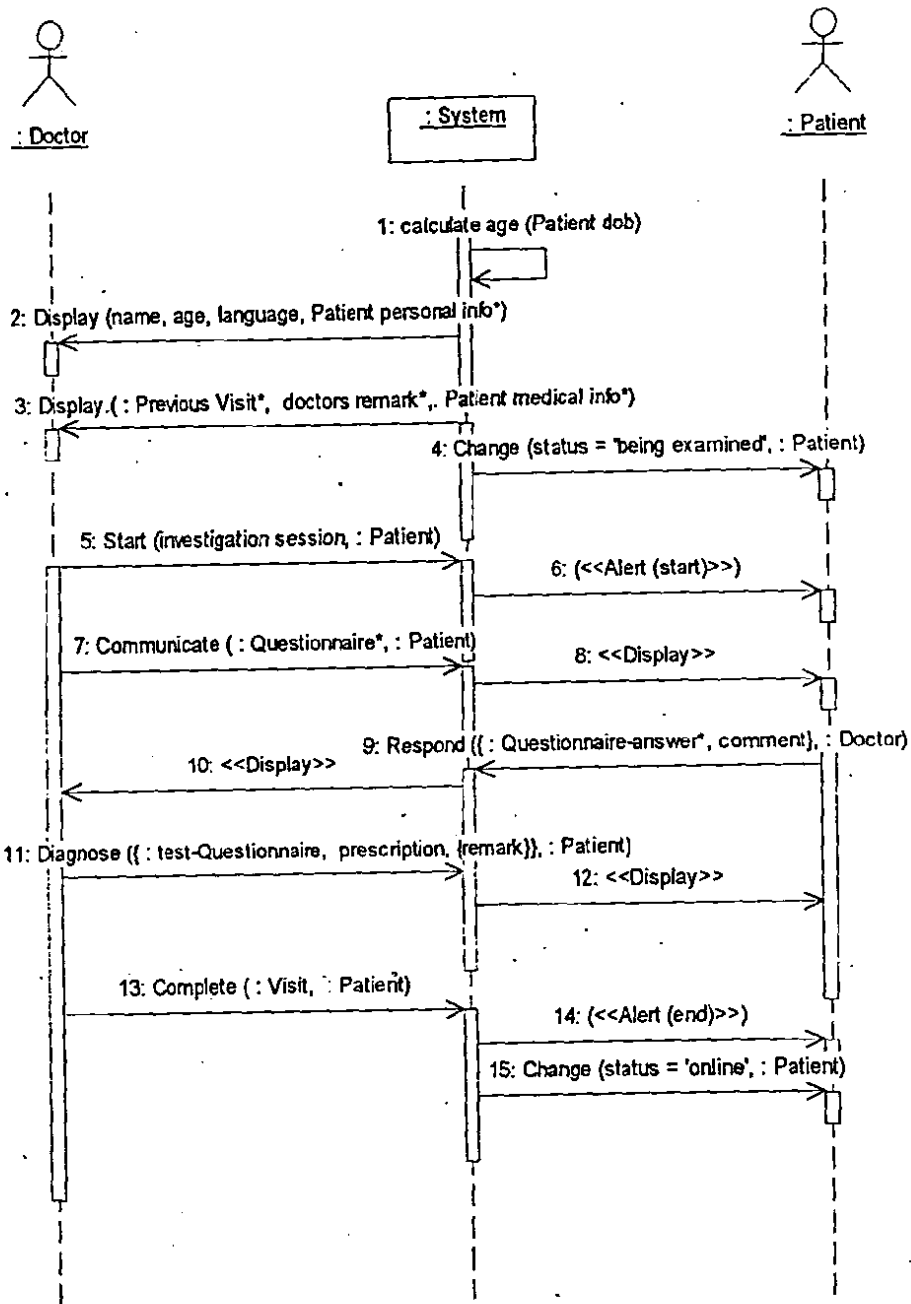 : Doctor
: System
: Patient
1: calculate age (Patient dob)
2: Display (name, age, language, Patient personal info*)
3: Display.( : Previous Visit*, doctors remark*,. Patient medical info*)
4: Change (status = 'being examined', : Patient)
5: Start (investigation session, : Patient)
6: (<<Alert (start)>>)
7: Communicate ( : Questionnaire*, : Patient)
8: <<Display>>
9: Respond ({ : Questionnaire-answer*, comment}, : Doctor)
10: <<Display>>
11: Diagnose ({ : test-Questionnaire, prescription, {remark}}, : Patient)
12: <<Display>>
13: Complete ( : Visit, : Patient)
14: (<<Alert (end)>>)
15: Change (status = 'online', : Patient)